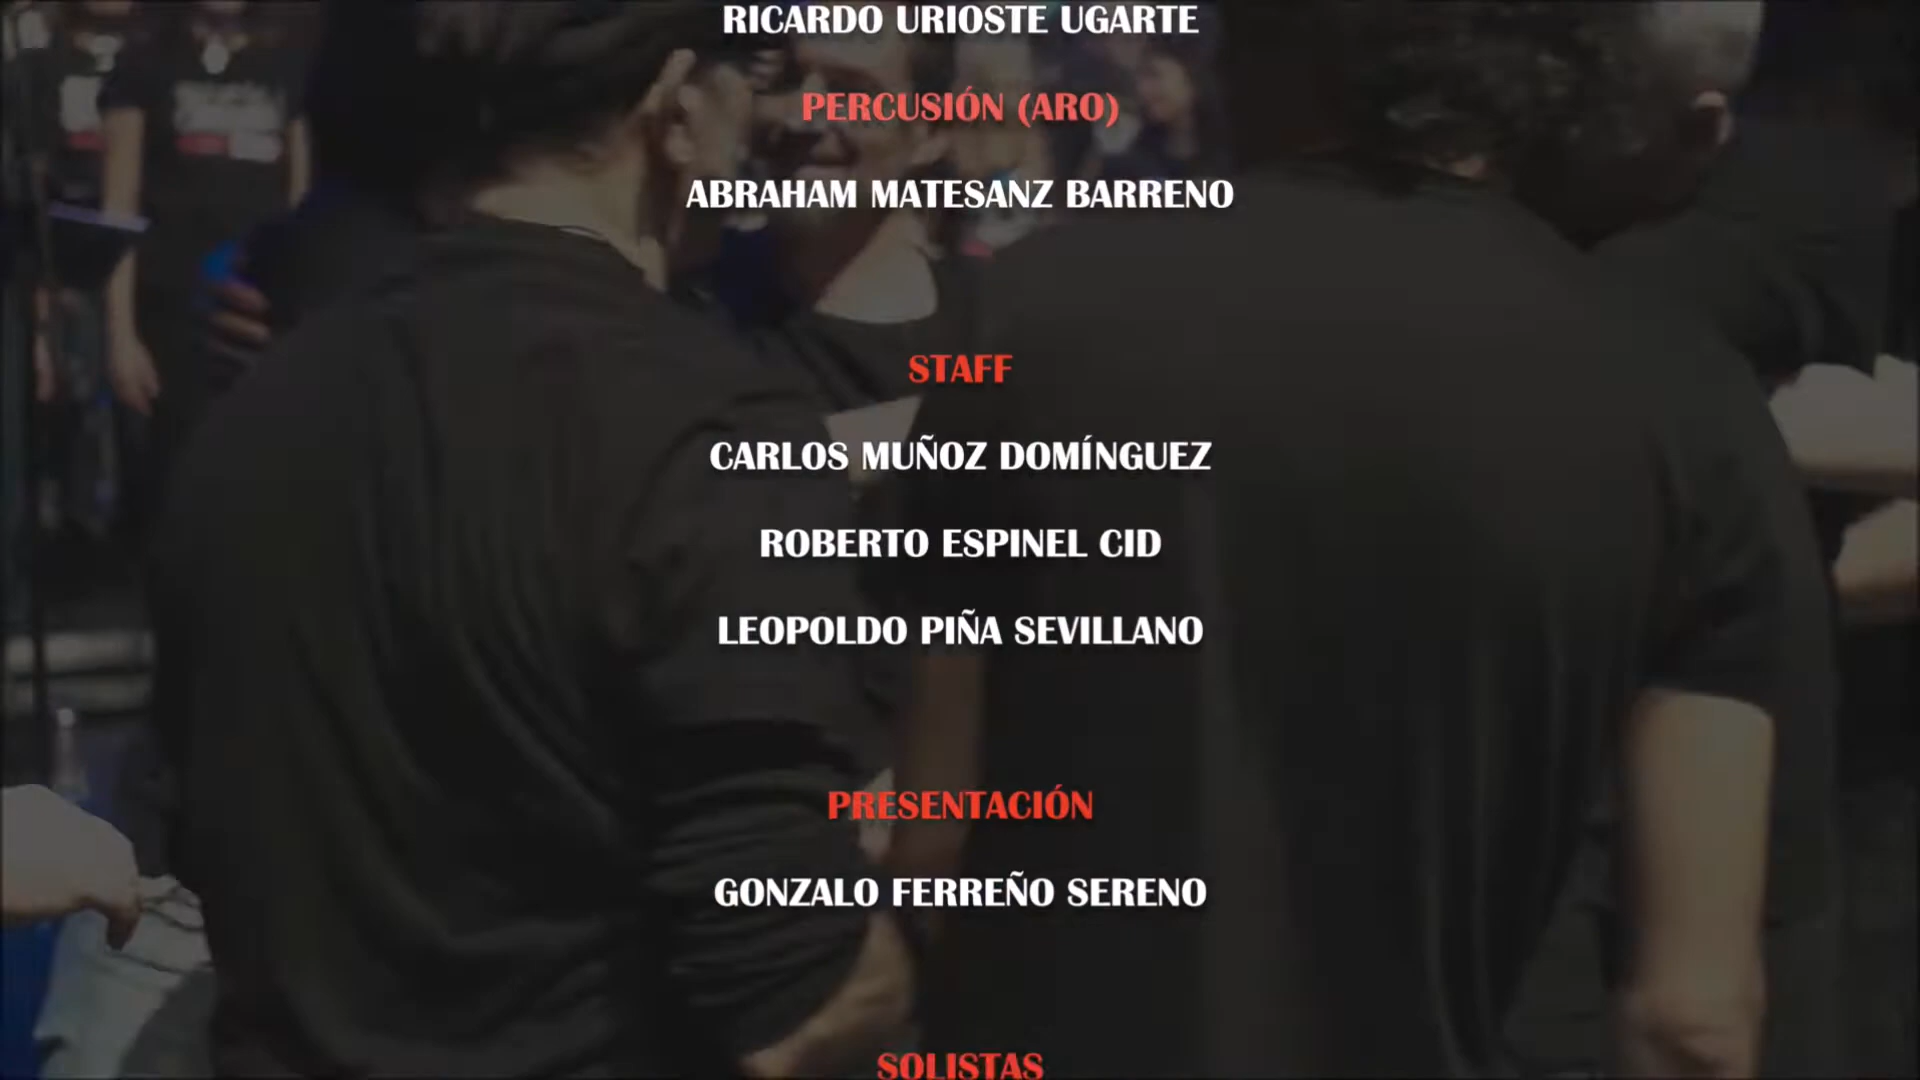 RICARDO URIOSTE UGARTE
PERCUSIÓN (ARO)
ABRAHAM MATESANZ BARRENO
STAFF
CARLOS MUÑOZ DOMÍNGUEZ
ROBERTO ESPINEL CID
LEOPOLDO PIÑA SEVILLANO
PRESENTACIÓN
GONZALO FERREÑO SERENO
SOLISTAS